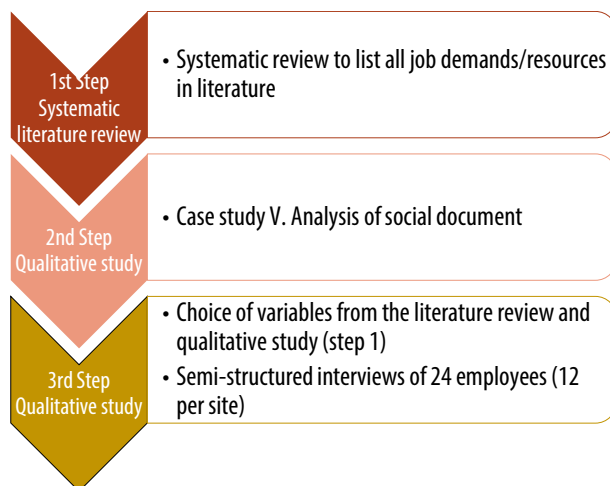 1st Step
Systematic
literature review
• Systematic review to list all job demands/resources
in literature
2nd Step
Qualitative study
• Case study V. Analysis of social document
3rd Step
Qualitative study
• Choice of variables from the literature review and
qualitative study (step 1)
• Semi-structured interviews of 24 employees (12
per site)